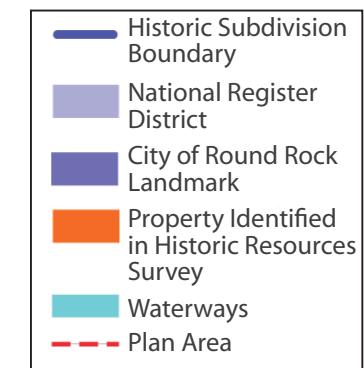 Historic Subdivision
Boundary
National Register
District
City of Round Rock
Landmark
Property Identified
in Historic Resources
Survey
Waterways
Plan Area